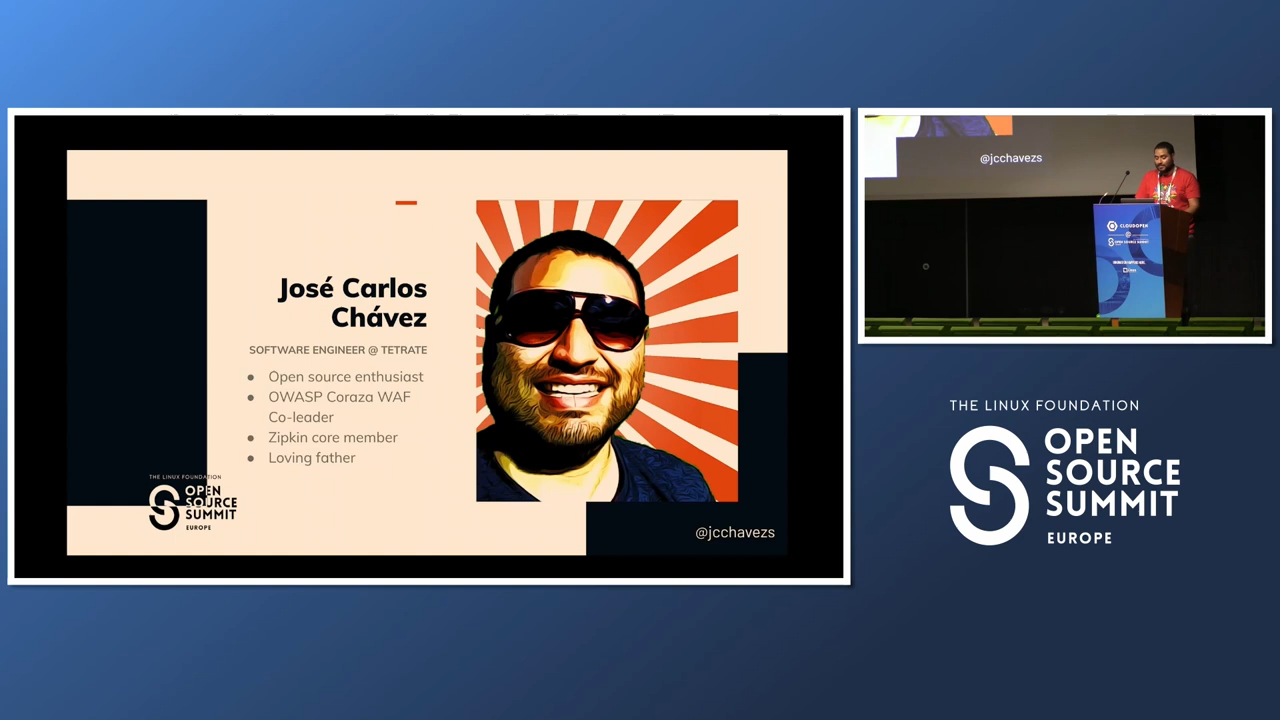 José Carlos
Chávez
SOFTWARE ENGINEER @ TETRATE
● Open source enthusiast
● OWASP Coraza WAF
Co-leader
● Zipkin core member
● Loving father
THE LINUX FOUNDATION
OPEN
SOURCE
SUMMIT
EUROPE
@jcchavezs
@jcchavezs
CLOUDOPEN
OPEN SOURCE SUMMIT
THE LINUX FOUNDATION
OPEN
SOURCE
SUMMIT
EUROPE